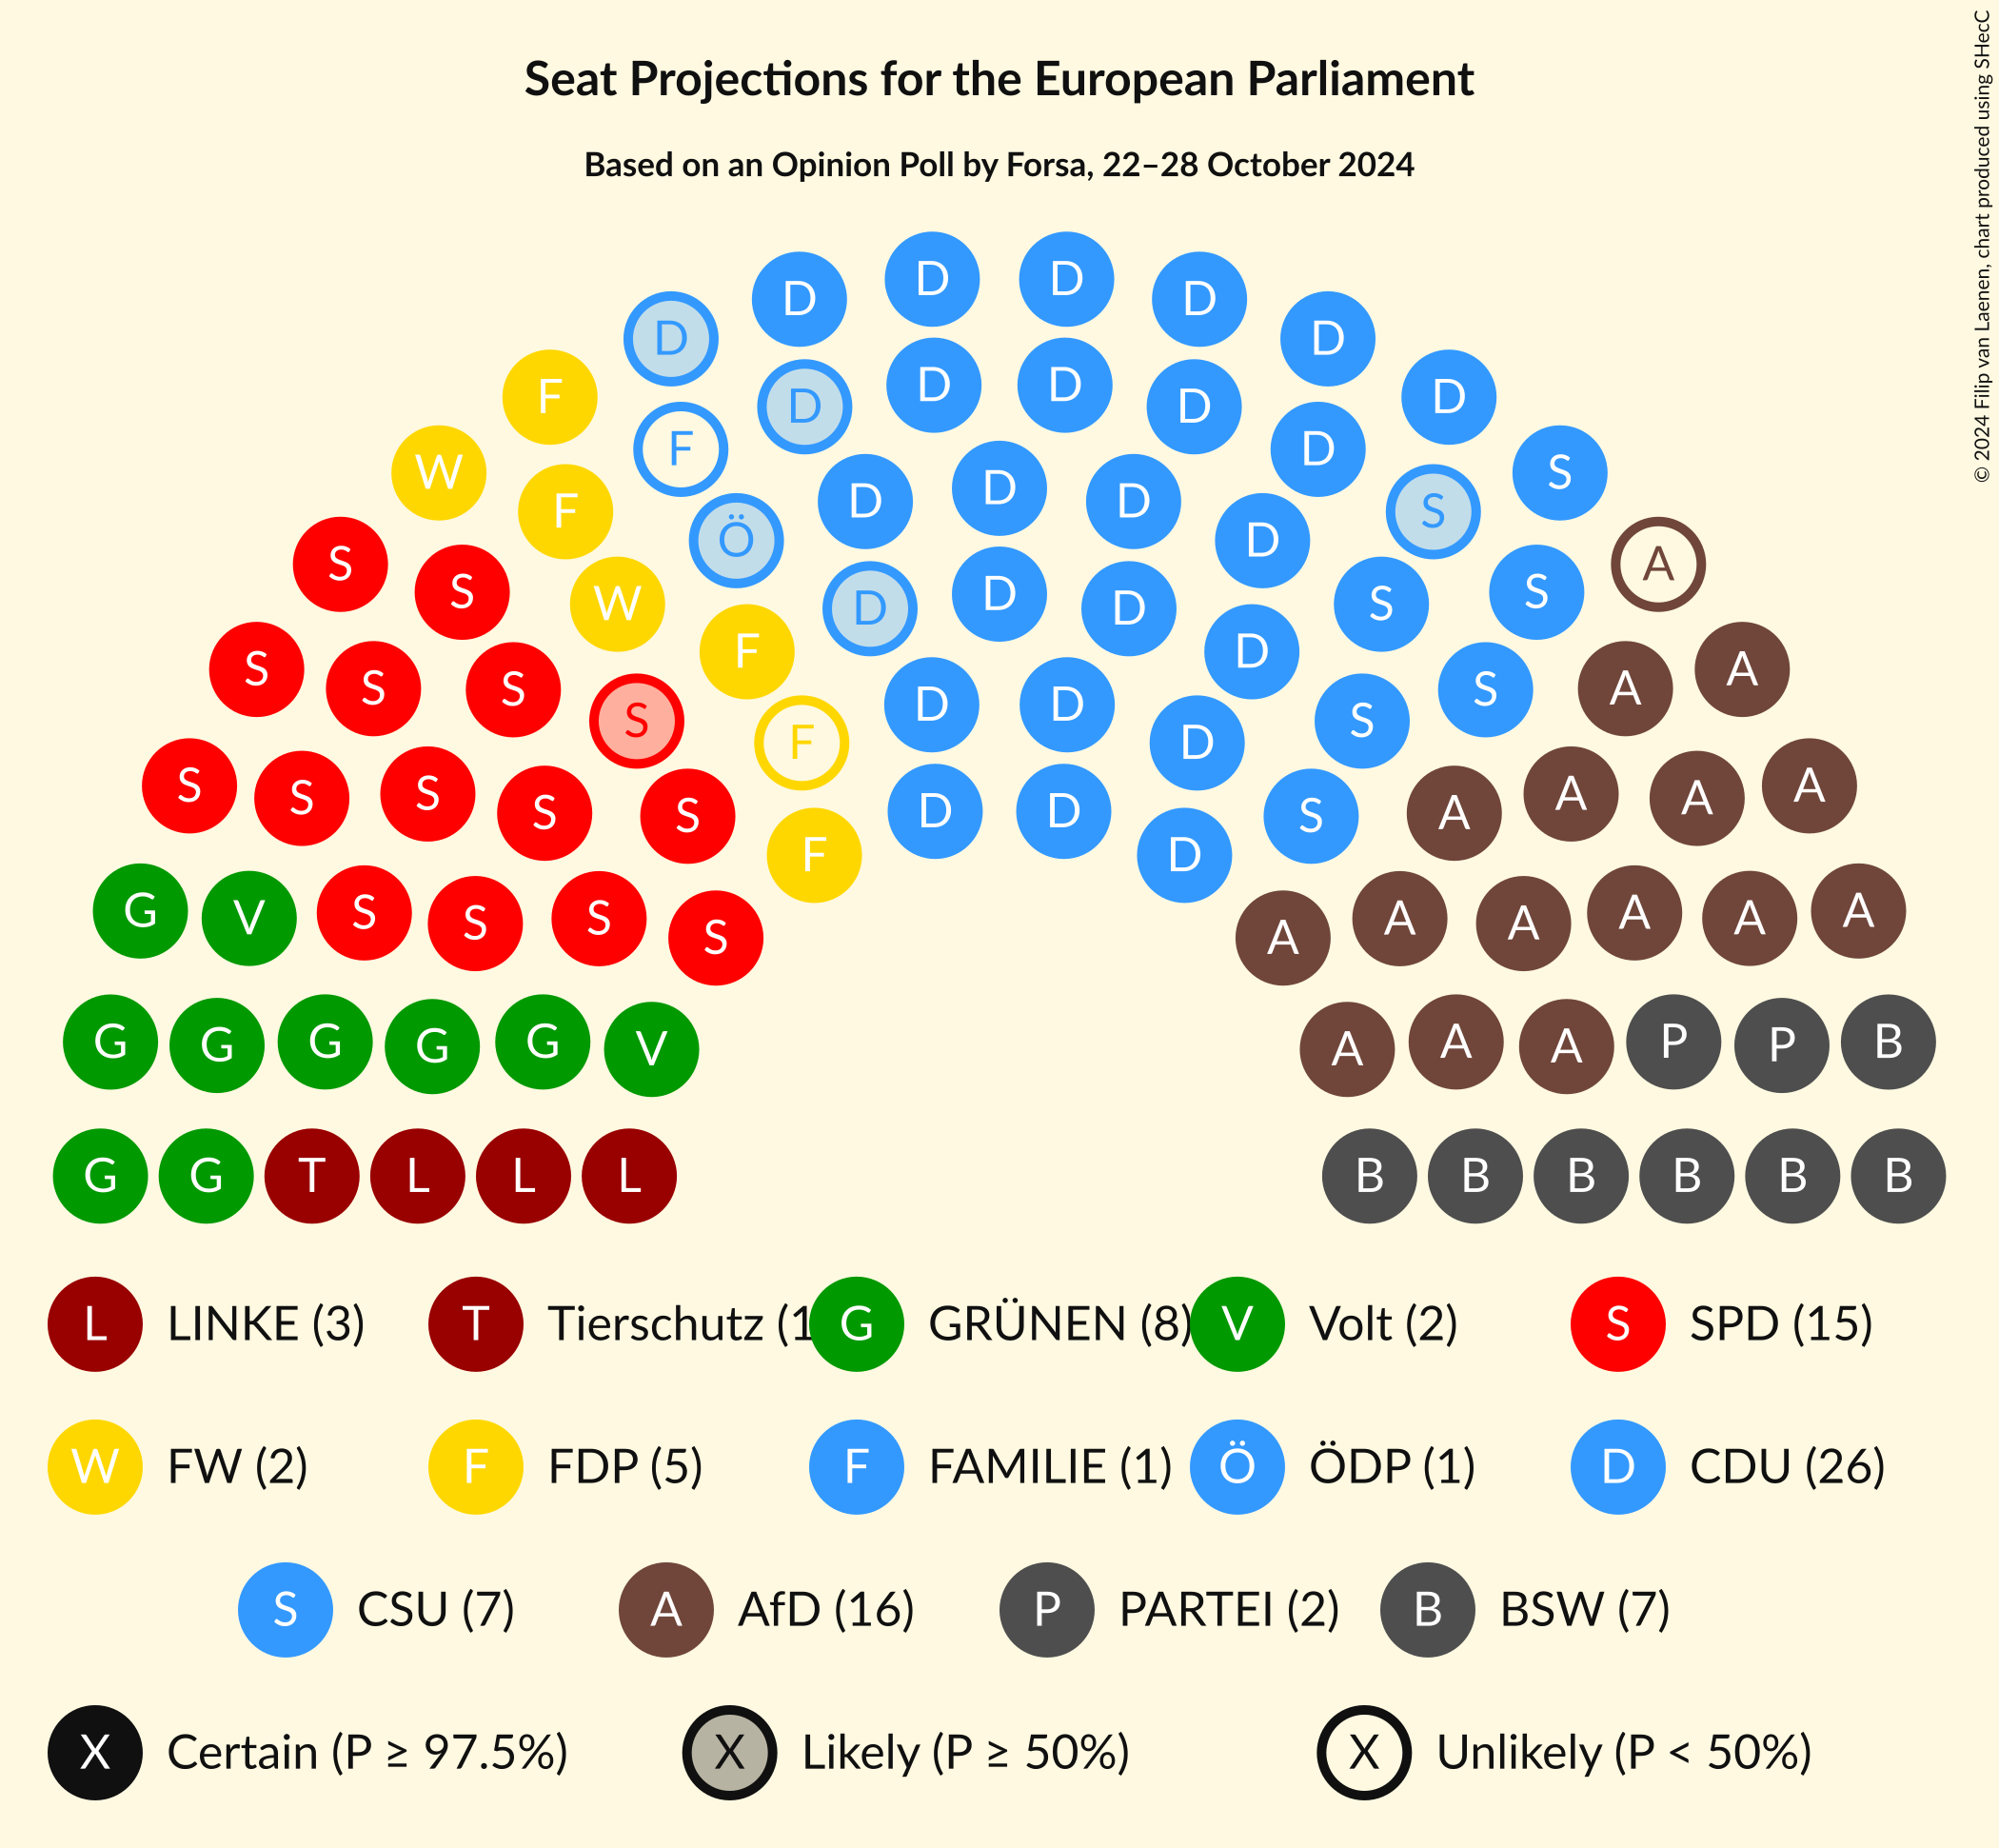 Seat Projections for the European Parliament
Based on an Opinion Poll by Forsa, 22–28 October 2024
© 2024 Filip van Laenen, chart produced using SHecC
D D D D
D D D
F D D D D F D
W F D D D D S S
F Ö S
S S W D D D S S A
S S S S F D D S S A A
S S S S S F D D D S A A A A
F D
G V S S S S A A A A A A
G G G G G V A A A P P B
G G T L L L B B B B B B
L LINKE (3) T Tierschutz (1 G GRÜNEN (8) V Volt (2) S SPD (15)
W FW (2) F FDP (5) F FAMILIE (1) Ö ÖDP (1) D CDU (26)
S CSU (7) A AfD (16) P PARTEI (2) B BSW (7)
X Certain (P ≥ 97.5%) X Likely (P ≥ 50%) X Unlikely (P < 50%)